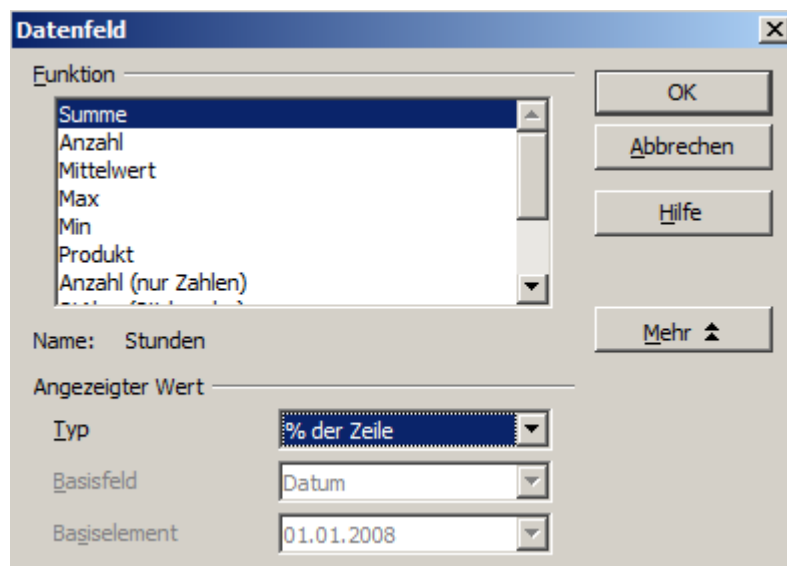 Datenfeld
Funktion
Summe
Anzahl
Mittelwert
Max
Min
Produkt
Anzahl (nur Zahlen)
OK
Abbrechen
Hilfe
Mehr
Name: Stunden
Angezeigter Wert
Typ % der Zeile
Basisfeld Datum
Basiselement 01.01.2008